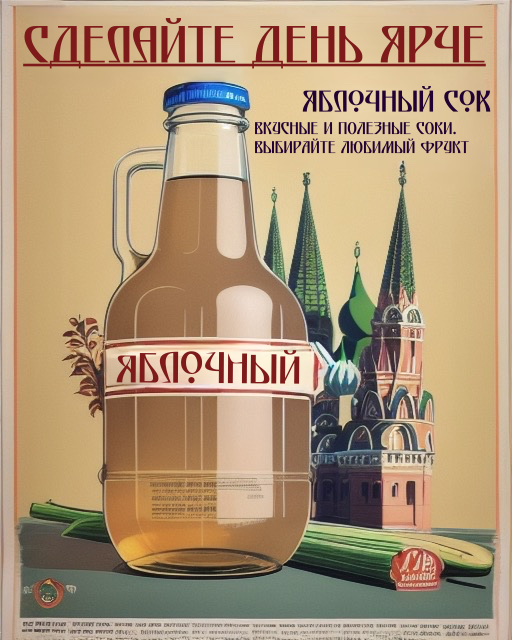 СДЕЛАЙТЕ ДЕНЬ ЯРЧЕ
ЯБЛОЧНЫЙ СОК
ВКУСНЫЕ И ПОЛЕЗНЫЕ СОКИ.
ВЫБИРАЙТЕ ЛЮБИМЫЙ ФРУКТ
ЯБЛОЧНЫЙ